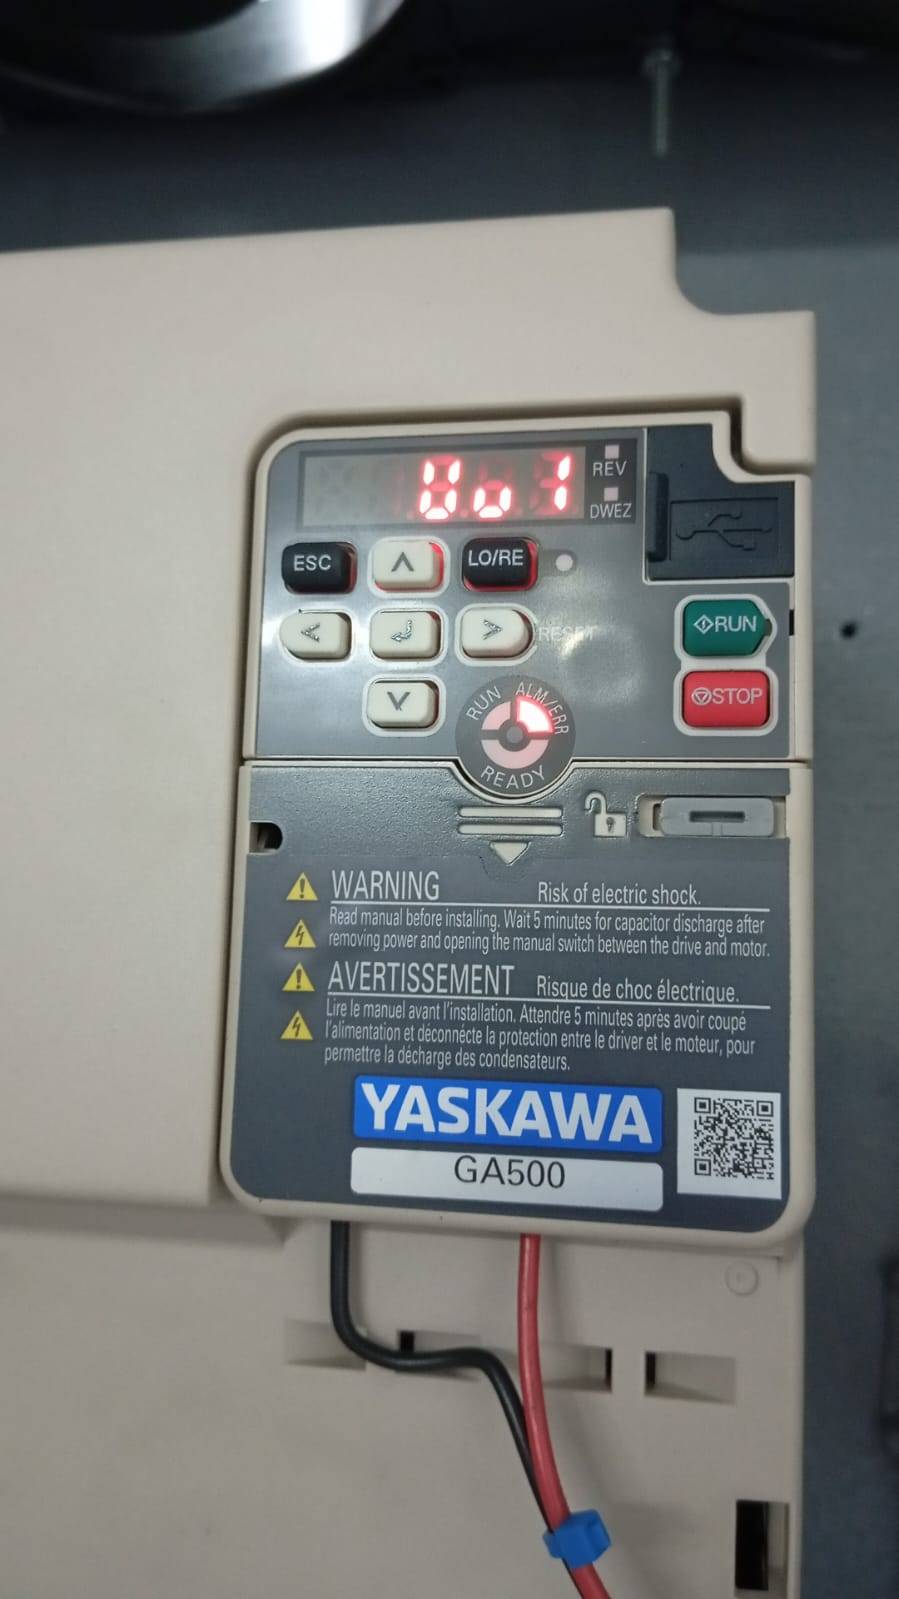 Uv1
REV
DWEZ
ESC
LO/RE
RESET
RUN
STOP
RUN
ALM/ERR
READY
WARNING Risk of electric shock.
Read manual before installing. Wait 5 minutes for capacitor discharge after
removing power and opening the manual switch between the drive and motor.
AVERTISSEMENT Risque de choc électrique.
Lire le manuel avant l'installation. Attendre 5 minutes après avoir coupé
l'alimentation et déconnécte la protection entre le driver et le moteur, pour
permettre la décharge des condensateurs.
YASKAWA
GA500